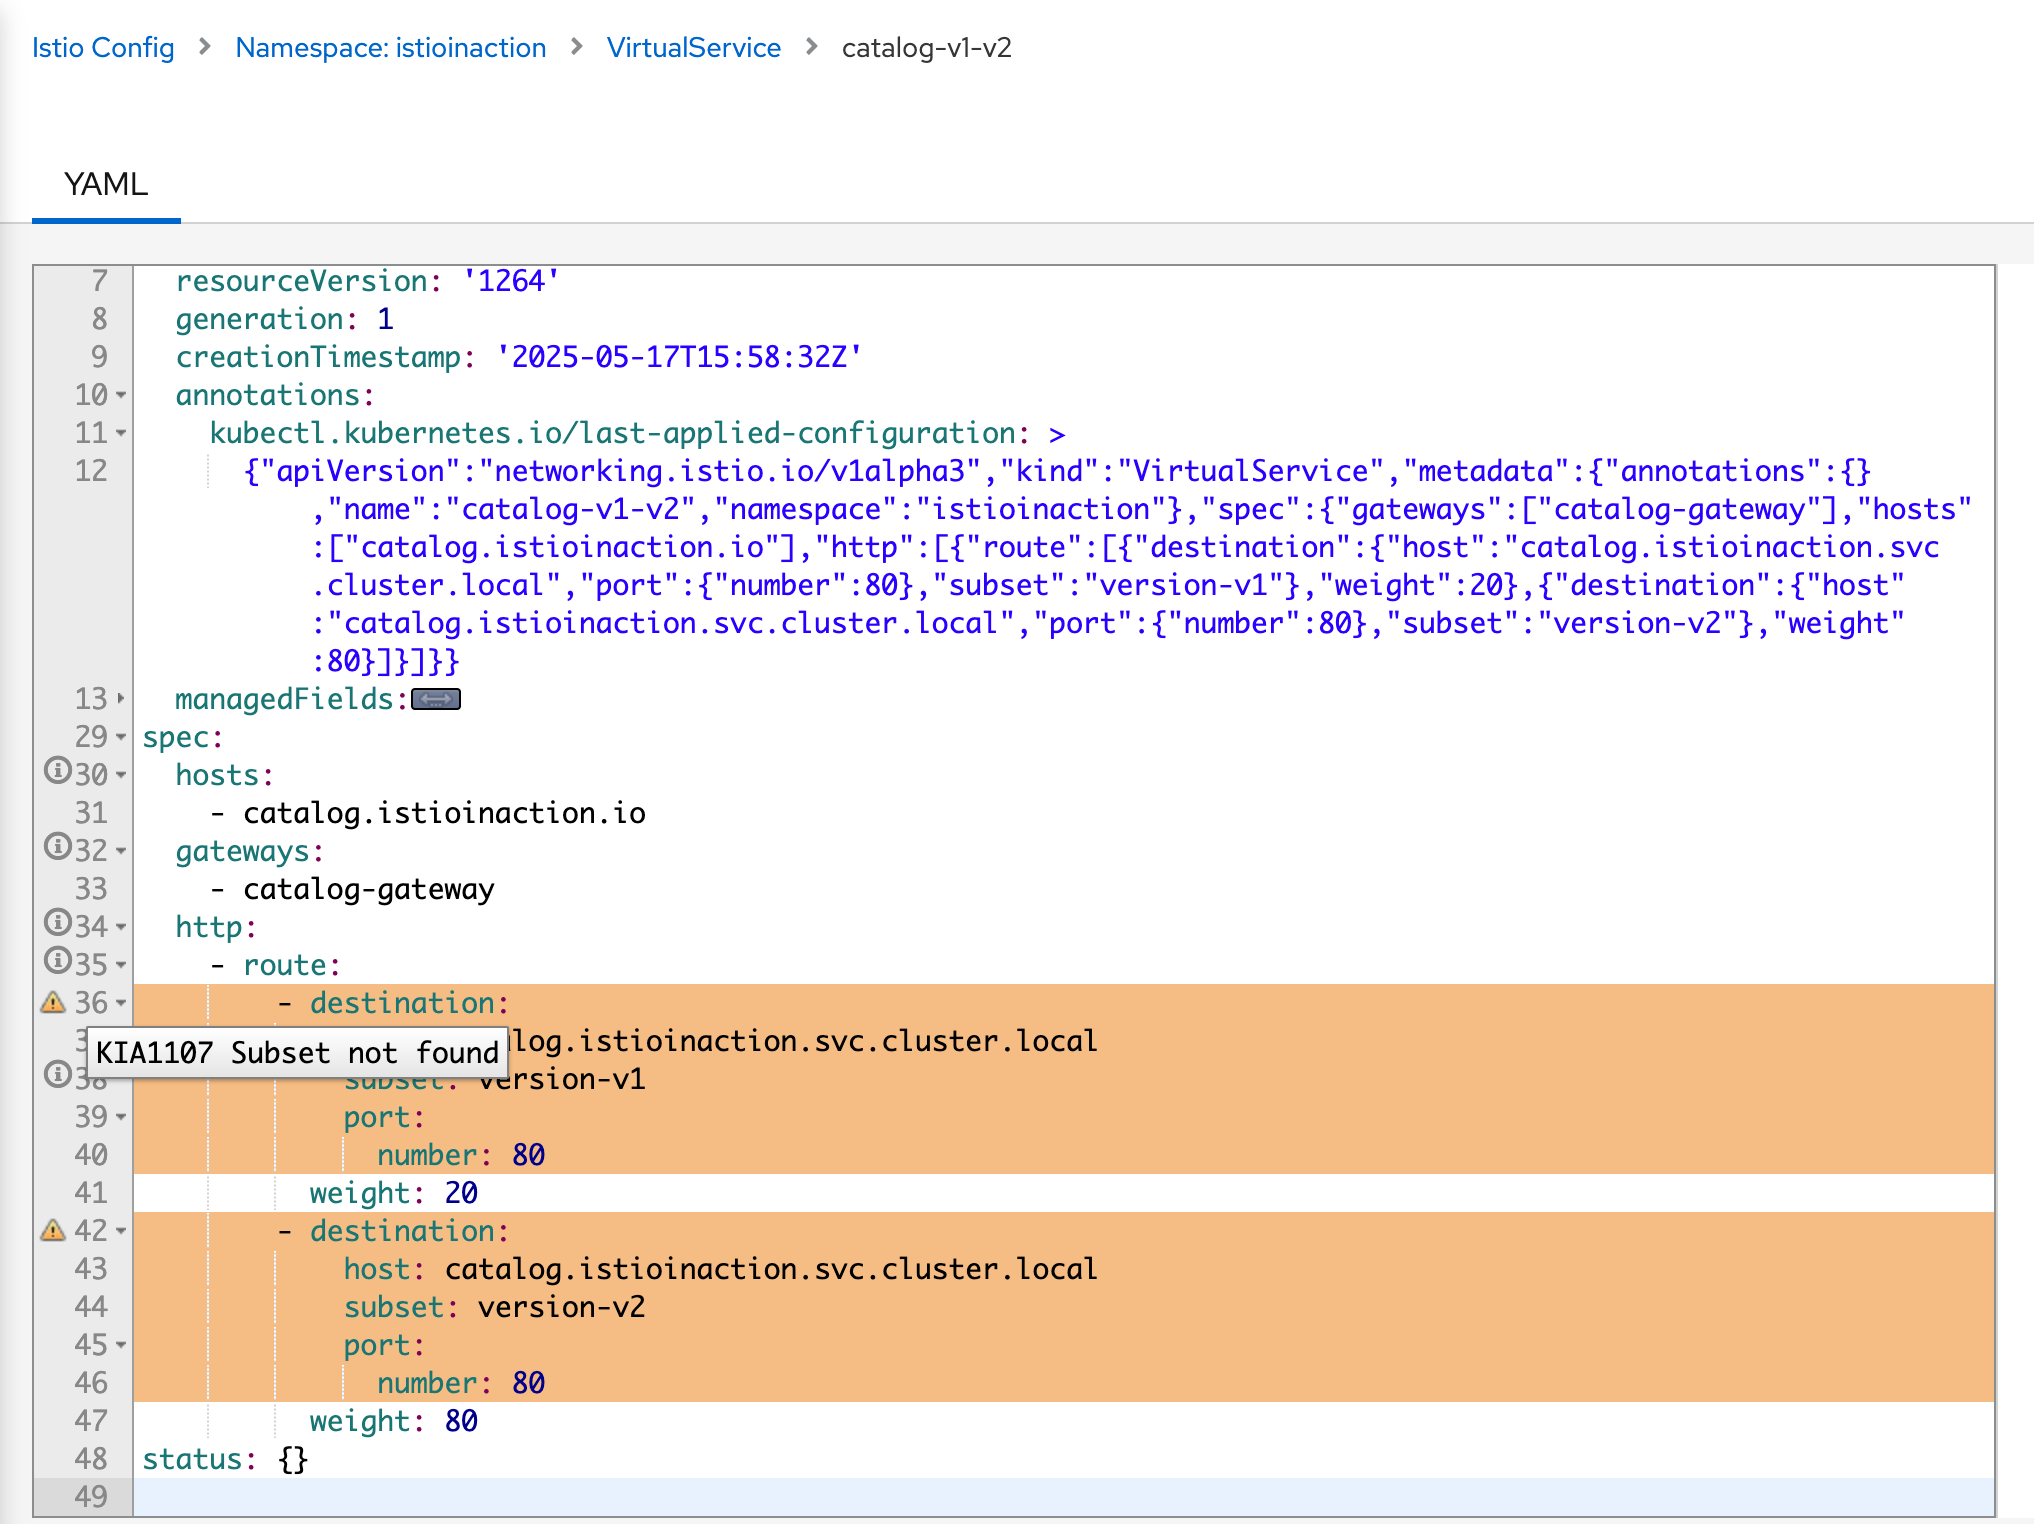 Istio Config > Namespace: istioinaction > VirtualService > catalog-v1-v2
YAML
7 resourceVersion: '1264'
8 generation: 1
9 creationTimestamp: '2025-05-17T15:58:32Z'
10 annotations:
11 kubectl.kubernetes.io/last-applied-configuration: >
12 {"apiVersion":"networking.istio.io/v1alpha3","kind":"VirtualService","metadata":{"annotations":{}
,"name":"catalog-v1-v2","namespace":"istioinaction"},"spec":{"gateways":["catalog-gateway"],"hosts"
:["catalog.istioinaction.io"],"http":[{"route":[{"destination":{"host":"catalog.istioinaction.svc
.cluster.local","port":{"number":80},"subset":"version-v1"},"weight":20},{"destination":{"host"
:"catalog.istioinaction.svc.cluster.local","port":{"number":80},"subset":"version-v2"},"weight"
:80}]}]}}
13 managedFields:
29 spec:
30 hosts:
31 - catalog.istioinaction.io
32 gateways:
33 - catalog-gateway
34 http:
35 - route:
36 - destination:
log.istioinaction.svc.cluster.local
KIA1107 Subset not found
38 subset: version-v1
39 port:
40 number: 80
41 weight: 20
42 - destination:
43 host: catalog.istioinaction.svc.cluster.local
44 subset: version-v2
45 port:
46 number: 80
47 weight: 80
48 status: {}
49